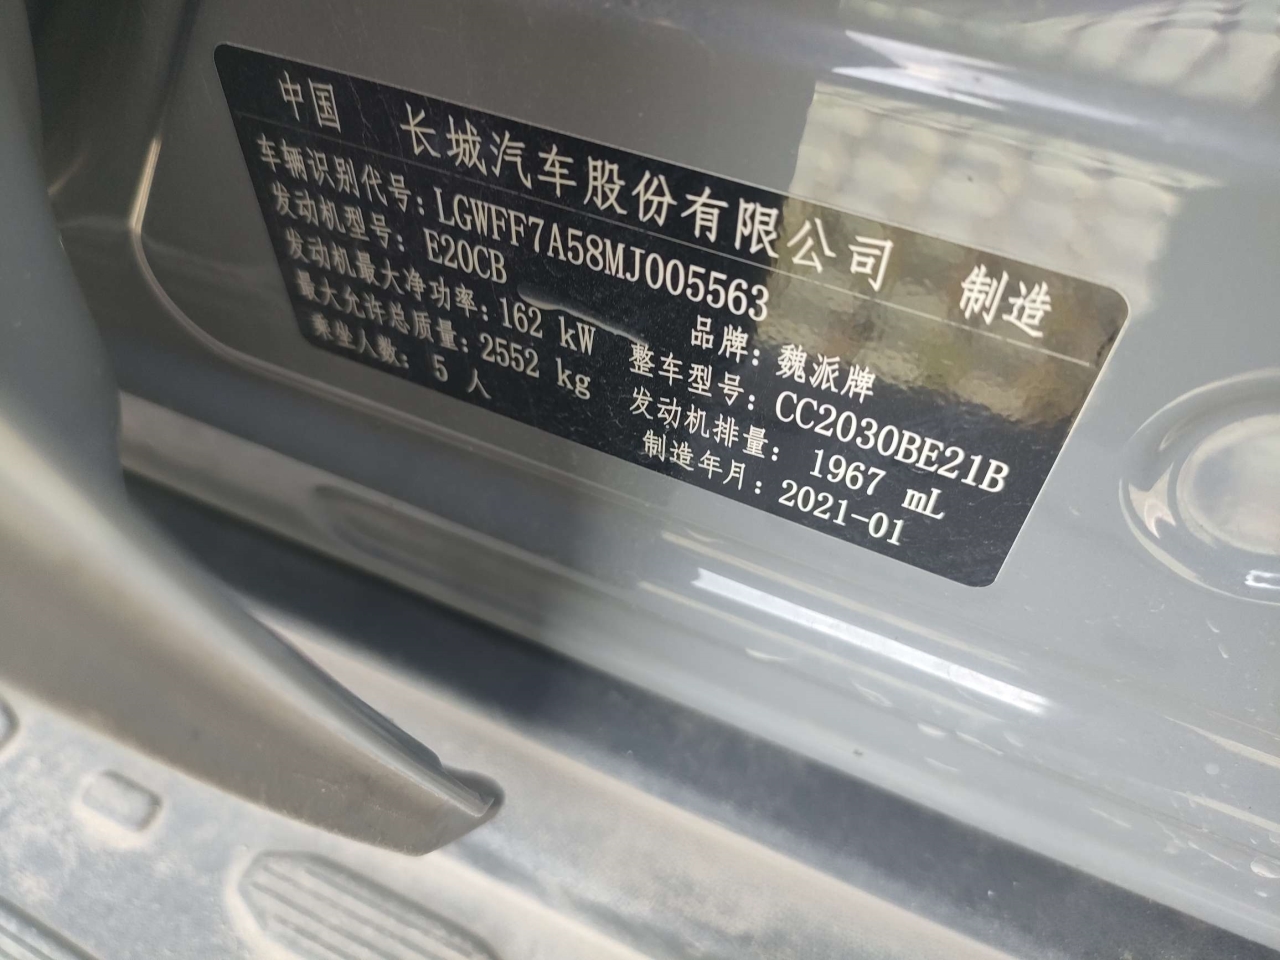 中国 长城汽车股份有限公司 制造
车辆识别代号：LGWFF7A58MJ005563
品牌：魏派牌
发动机型号：E20CB
整车型号：CC2030BE21B
发动机最大净功率：162 kW
发动机排量：1967 mL
最大允许总质量：2552 kg
制造年月：2021-01
乘坐人数：5 人